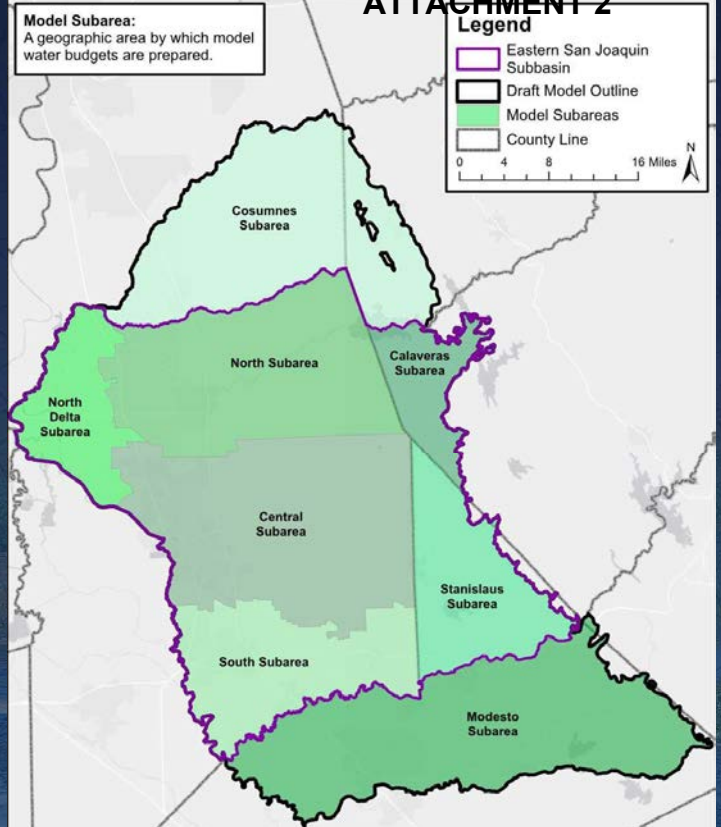 ATTACHMENT 2
Model Subarea:
A geographic area by which model
water budgets are prepared.
Legend
Eastern San Joaquin
Subbasin
Draft Model Outline
Model Subareas
County Line
0 4 8 16 Miles
N
Cosumnes
Subarea
North Subarea
Calaveras
Subarea
North
Delta
Subarea
Central
Subarea
Stanislaus
Subarea
South Subarea
Modesto
Subarea